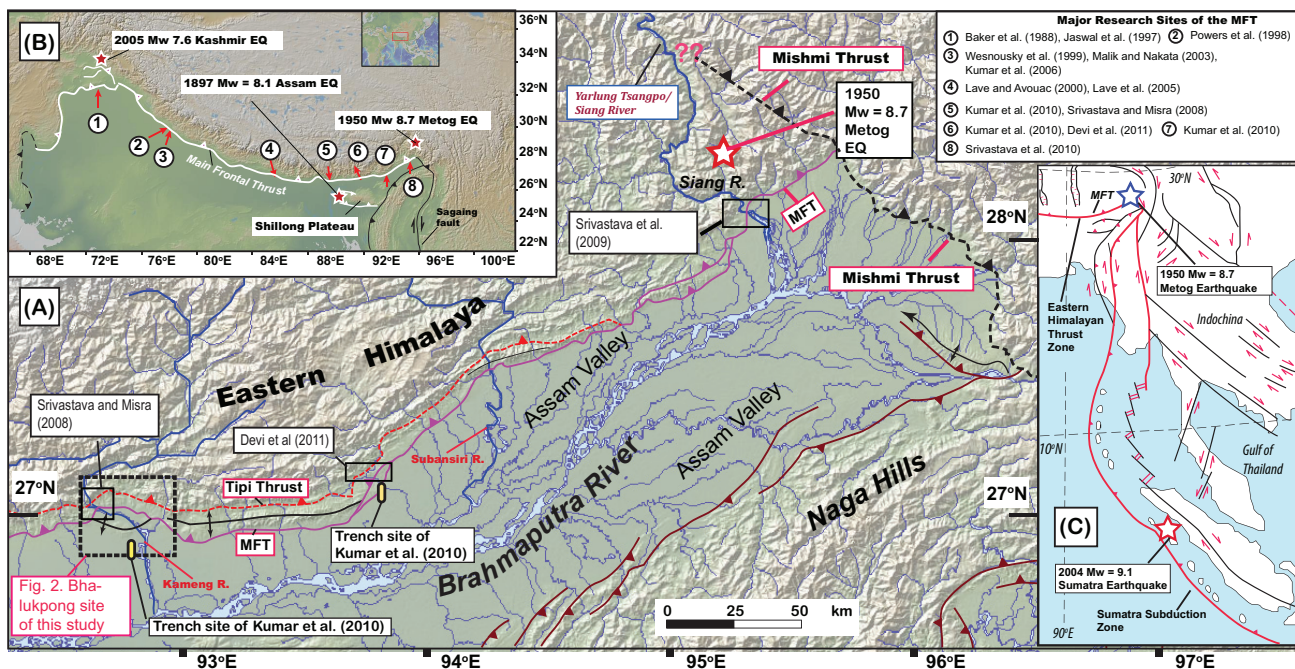 (B)
2005 Mw 7.6 Kashmir EQ
1897 Mw = 8.1 Assam EQ
1950 Mw 8.7 Metog EQ
1
2
3
4
5
6
7
8
Main Frontal Thrust
Shillong Plateau
Sagaing
fault
36°N
34°N
32°N
30°N
28°N
26°N
24°N
22°N
68°E
72°E
76°E
80°E
84°E
88°E
92°E
96°E
100°E
Major Research Sites of the MFT
1 Baker et al. (1988), Jaswal et al. (1997) 2 Powers et al. (1998)
3 Wesnousky et al. (1999), Malik and Nakata (2003),
Kumar et al. (2006)
4 Lave and Avouac (2000), Lave et al. (2005)
5 Kumar et al. (2010), Srivastava and Misra (2008)
6 Kumar et al. (2010), Devi et al. (2011) 7 Kumar et al. (2010)
8 Srivastava et al. (2010)
(A)
??
Mishmi Thrust
Yarlung Tsangpo/
Siang River
1950
Mw = 8.7
Metog
EQ
Siang R.
MFT
Srivastava et al.
(2009)
28°N
Mishmi Thrust
Eastern Himalaya
Assam Valley
Assam Valley
Srivastava and Misra
(2008)
Devi et al (2011)
Subansiri R.
Brahmaputra River
Naga Hills
27°N
27°N
Tipi Thrust
MFT
Trench site of
Kumar et al. (2010)
Kameng R.
Fig. 2. Bha-
lukpong site
of this study
Trench site of Kumar et al. (2010)
0
25
50
km
93°E
94°E
95°E
96°E
97°E
(C)
30°N
MFT
1950 Mw = 8.7
Metog Earthquake
Eastern
Himalayan
Thrust
Zone
Indochina
10°N
Gulf of
Thailand
2004 Mw = 9.1
Sumatra Earthquake
Sumatra Subduction
Zone
90°E